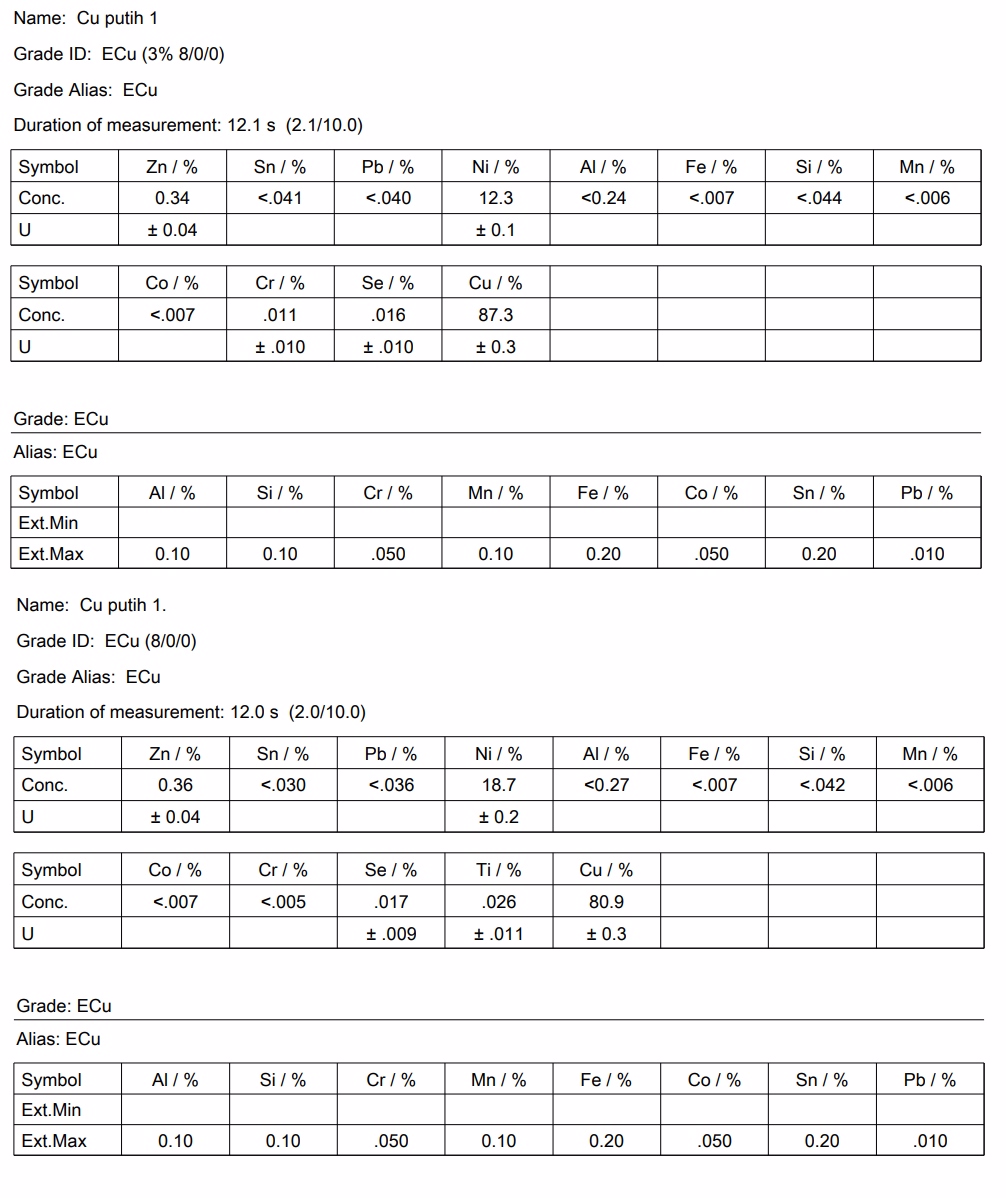 Name: Cu putih 1
Grade ID: ECu (3% 8/0/0)
Grade Alias: ECu
Duration of measurement: 12.1 s (2.1/10.0)
Symbol Zn / % Sn / % Pb / % Ni / % Al / % Fe / % Si / % Mn / %
Conc. 0.34 <.041 <.040 12.3 <0.24 <.007 <.044 <.006
U ± 0.04 ± 0.1
Symbol Co / % Cr / % Se / % Cu / %
Conc. <.007 .011 .016 87.3
U ± .010 ± .010 ± 0.3
Grade: ECu
Alias: ECu
Symbol Al / % Si / % Cr / % Mn / % Fe / % Co / % Sn / % Pb / %
Ext.Min
Ext.Max 0.10 0.10 .050 0.10 0.20 .050 0.20 .010
Name: Cu putih 1.
Grade ID: ECu (8/0/0)
Grade Alias: ECu
Duration of measurement: 12.0 s (2.0/10.0)
Symbol Zn / % Sn / % Pb / % Ni / % Al / % Fe / % Si / % Mn / %
Conc. 0.36 <.030 <.036 18.7 <0.27 <.007 <.042 <.006
U ± 0.04 ± 0.2
Symbol Co / % Cr / % Se / % Ti / % Cu / %
Conc. <.007 <.005 .017 .026 80.9
U ± .009 ± .011 ± 0.3
Grade: ECu
Alias: ECu
Symbol Al / % Si / % Cr / % Mn / % Fe / % Co / % Sn / % Pb / %
Ext.Min
Ext.Max 0.10 0.10 .050 0.10 0.20 .050 0.20 .010